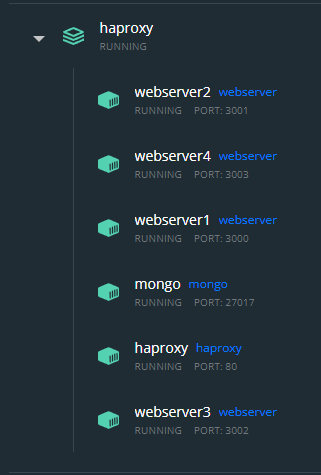 haproxy
RUNNING
webserver2 webserver
RUNNING PORT: 3001
webserver4 webserver
RUNNING PORT: 3003
webserver1 webserver
RUNNING PORT: 3000
mongo mongo
RUNNING PORT: 27017
haproxy haproxy
RUNNING PORT: 80
webserver3 webserver
RUNNING PORT: 3002